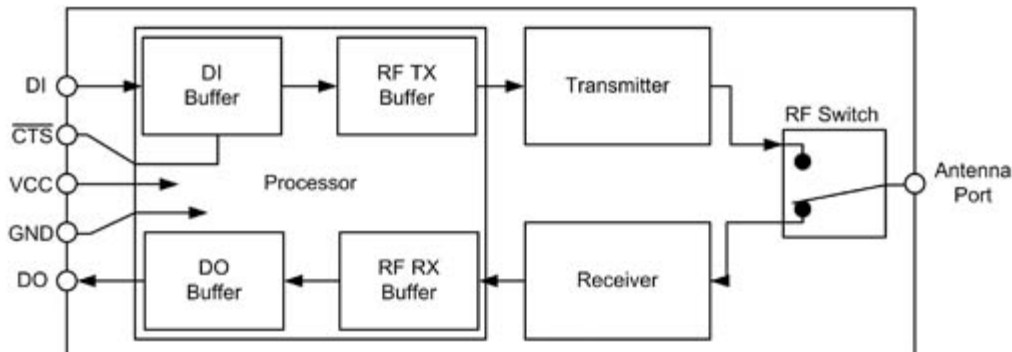 DI
CTS
VCC
GND
DO
DI
Buffer
RF TX
Buffer
Processor
DO
Buffer
RF RX
Buffer
Transmitter
Receiver
RF Switch
Antenna
Port